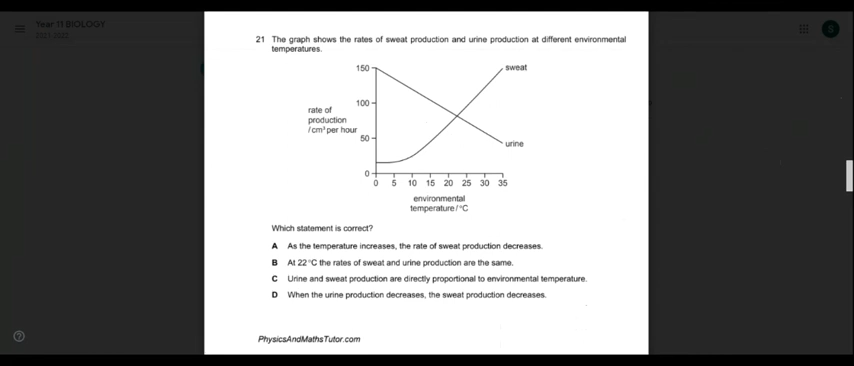 Year 11 BIOLOGY
2021-2022
S
21 The graph shows the rates of sweat production and urine production at different environmental
temperatures.
150
sweat
100
rate of
production
/ cm³ per hour
50
urine
0
0 5 10 15 20 25 30 35
environmental
temperature / °C
Which statement is correct?
A As the temperature increases, the rate of sweat production decreases.
B At 22 °C the rates of sweat and urine production are the same.
C Urine and sweat production are directly proportional to environmental temperature.
D When the urine production decreases, the sweat production decreases.
PhysicsAndMathsTutor.com